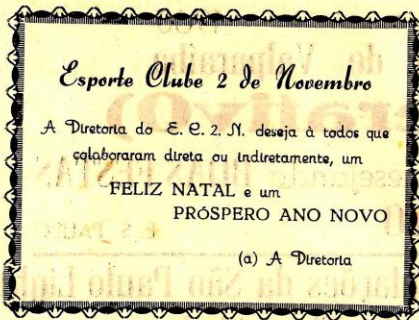 Esporte Clube 2 de Novembro
A Diretoria do E. C. 2. N. deseja à todos que
colaboraram direta ou indiretamente, um
FELIZ NATAL e um
PRÓSPERO ANO NOVO
(a) A Diretoria